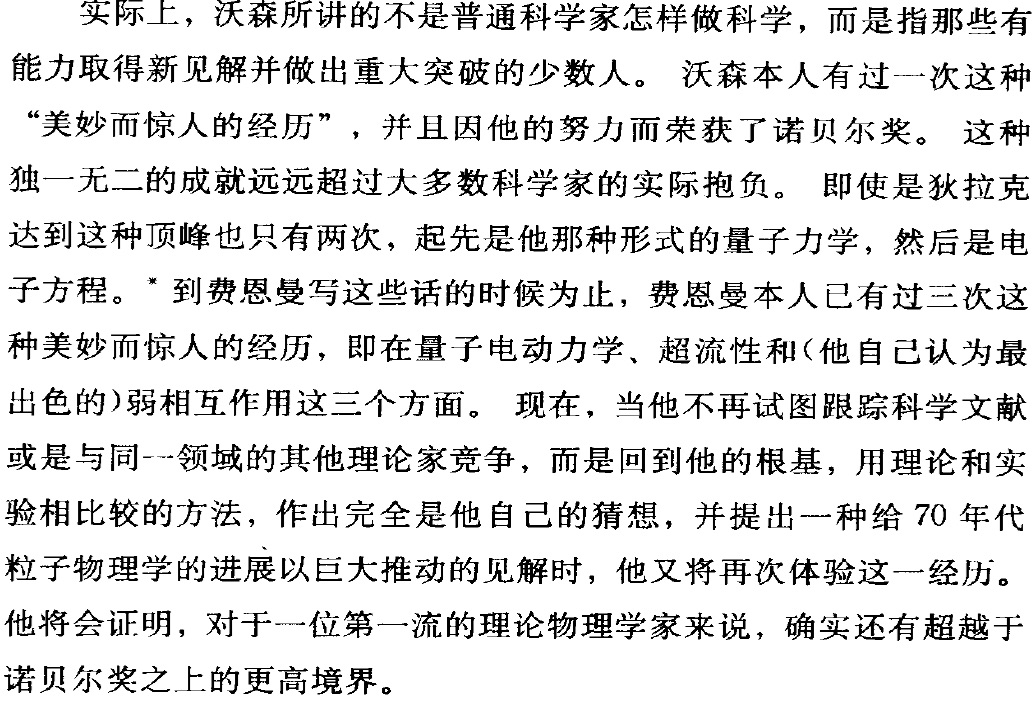 实际上，沃森所讲的不是普通科学家怎样做科学，而是指那些有
能力取得新见解并做出重大突破的少数人。 沃森本人有过一次这种
“美妙而惊人的经历”，并且因他的努力而荣获了诺贝尔奖。 这种
独一无二的成就远远超过大多数科学家的实际抱负。 即使是狄拉克
达到这种顶峰也只有两次，起先是他那种形式的量子力学，然后是电
子方程。* 到费恩曼写这些话的时候为止，费恩曼本人已有过三次这
种美妙而惊人的经历，即在量子电动力学、超流性和(他自己认为最
出色的)弱相互作用这三个方面。 现在，当他不再试图跟踪科学文献
或是与同一领域的其他理论家竞争，而是回到他的根基，用理论和实
验相比较的方法，作出完全是他自己的猜想，并提出一种给 70 年代
粒子物理学的进展以巨大推动的见解时，他又将再次体验这一经历。
他将会证明，对于一位第一流的理论物理学家来说，确实还有超越于
诺贝尔奖之上的更高境界。